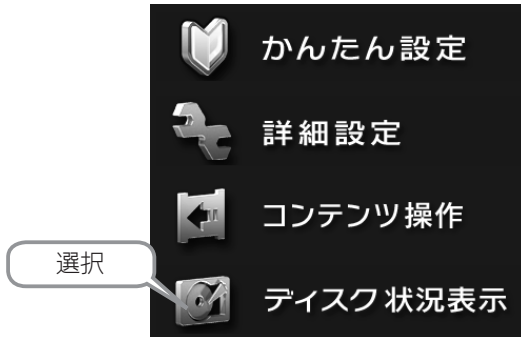 かんたん設定
詳細設定
コンテンツ操作
選択
ディスク状況表示